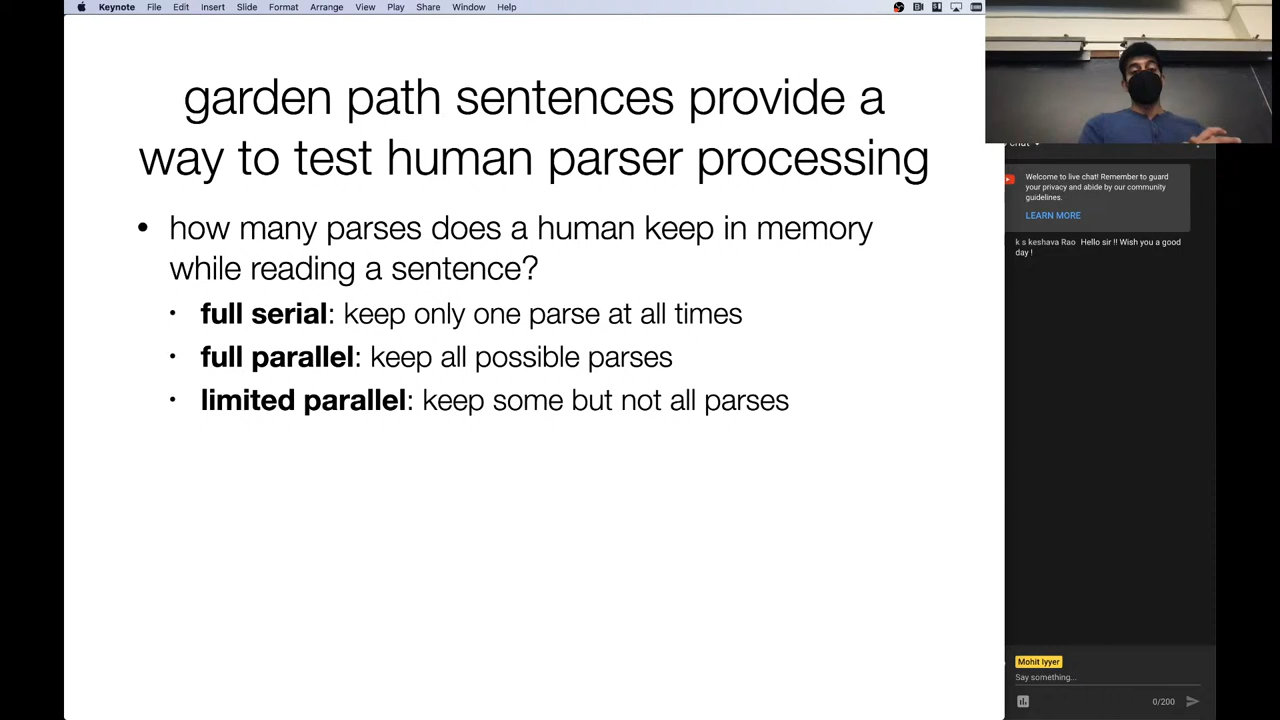 Keynote File Edit Insert Slide Format Arrange View Play Share Window Help
garden path sentences provide a
way to test human parser processing
• how many parses does a human keep in memory
while reading a sentence?
• full serial: keep only one parse at all times
• full parallel: keep all possible parses
• limited parallel: keep some but not all parses
Welcome to live chat! Remember to guard
your privacy and abide by our community
guidelines.
LEARN MORE
k s keshava Rao Hello sir !! Wish you a good
day !
Mohit Iyyer
Say something...
0/200